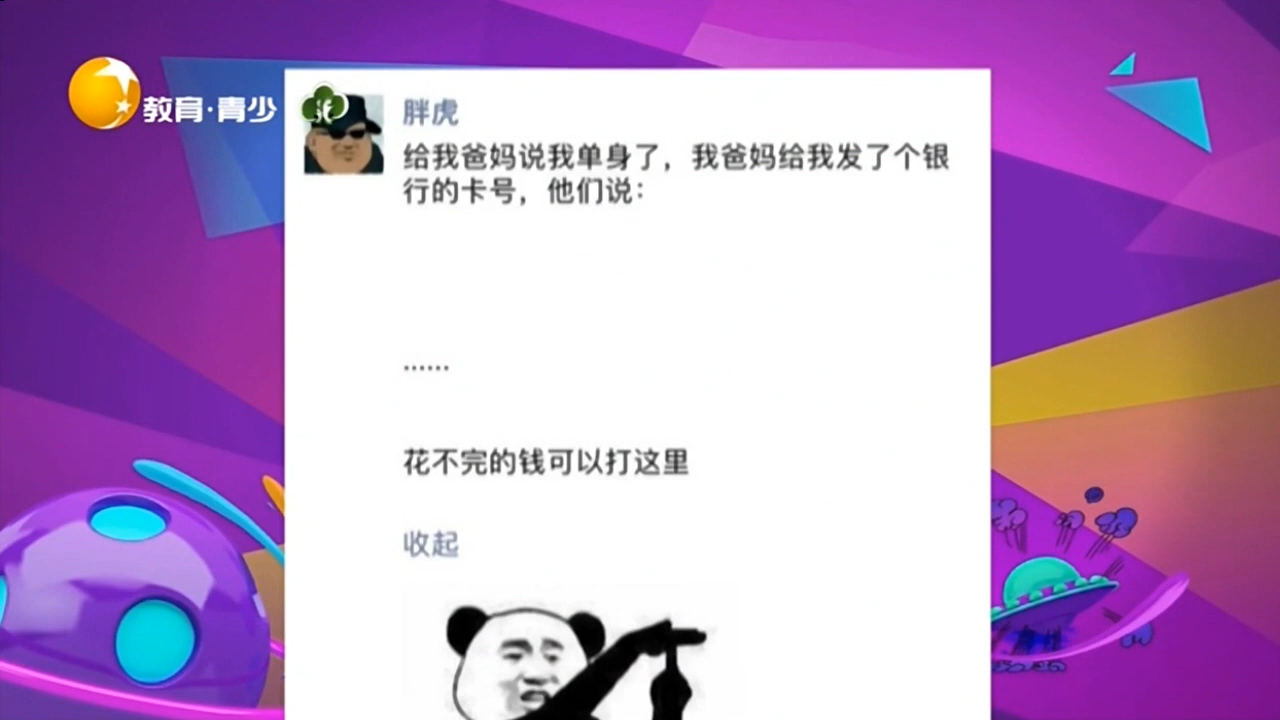 教育·青少
胖虎
给我爸妈说我单身了，我爸妈给我发了个银
行的卡号，他们说：
······
花不完的钱可以打这里
收起